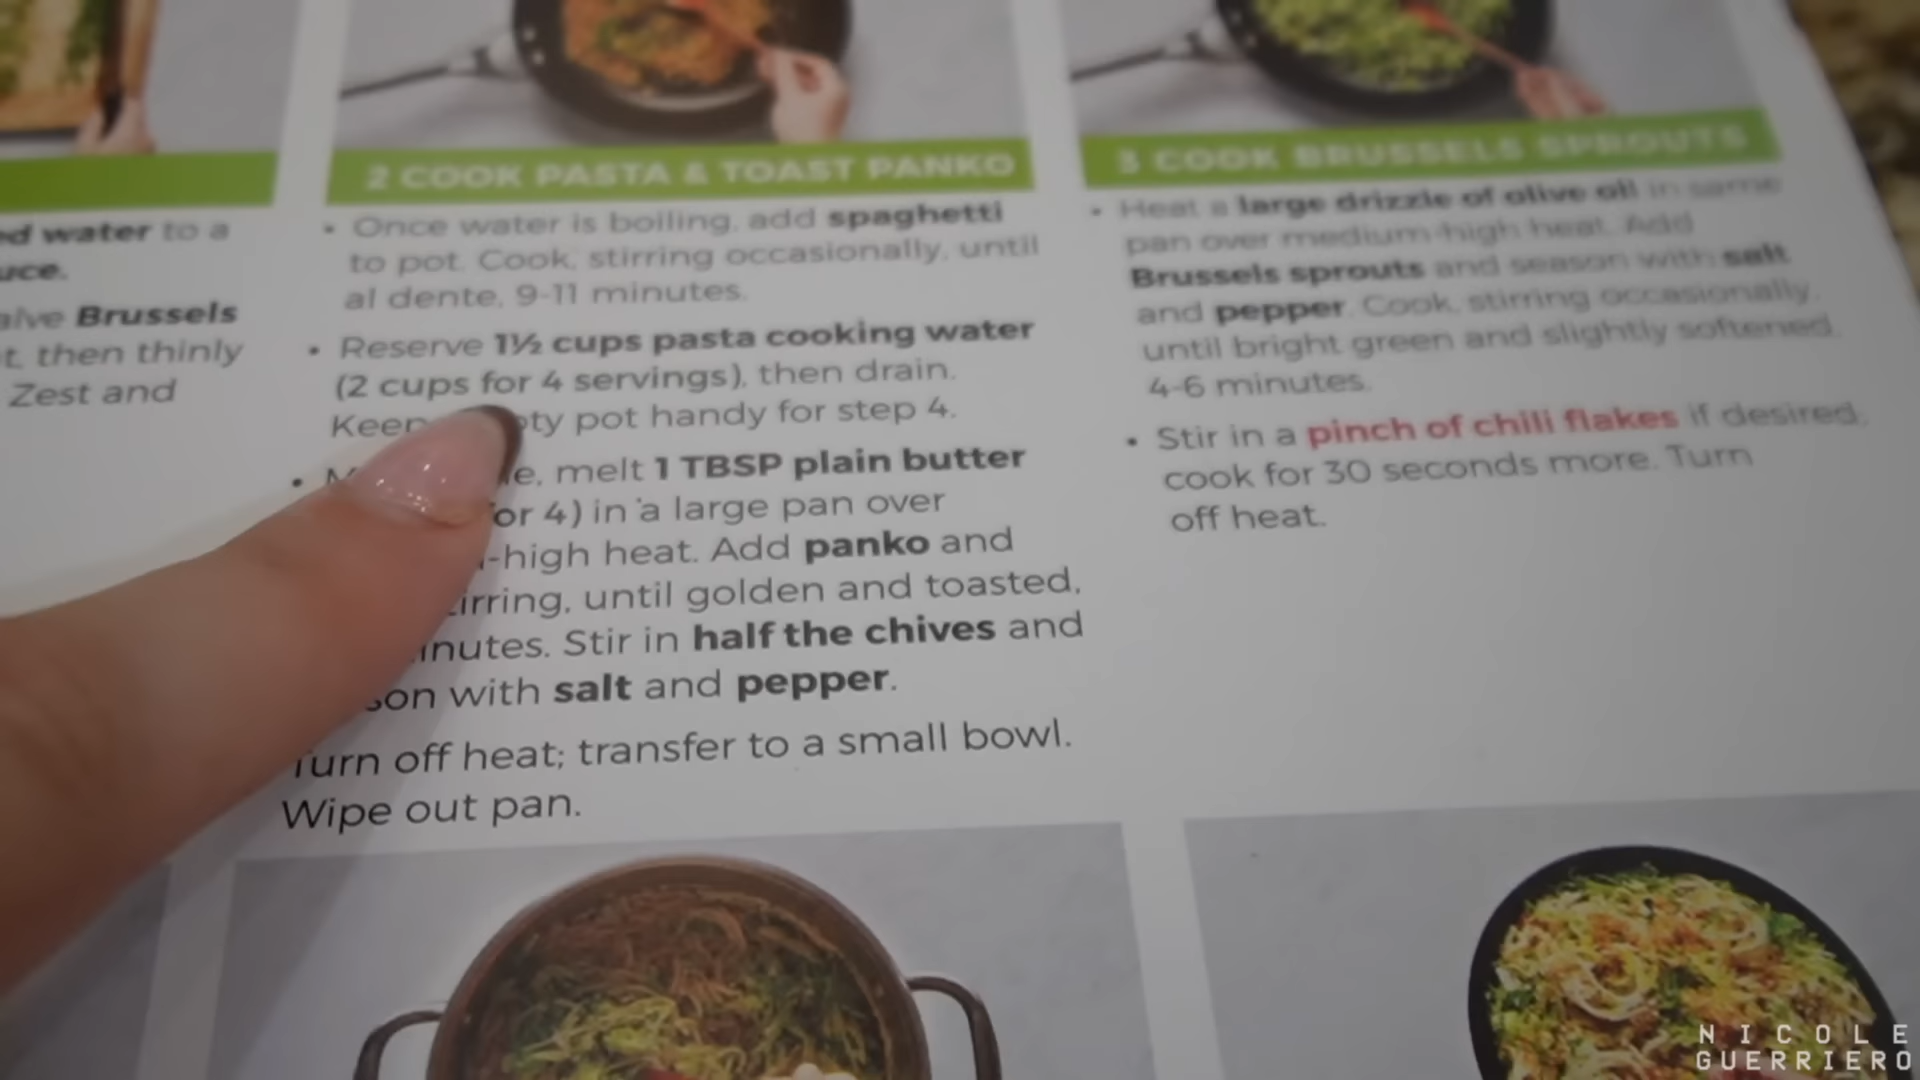 ed water to a
uce.
alve Brussels
t, then thinly
Zest and
2 COOK PASTA & TOAST PANKO
• Once water is boiling, add spaghetti
to pot. Cook, stirring occasionally, until
al dente, 9-11 minutes.
• Reserve 1½ cups pasta cooking water
(2 cups for 4 servings), then drain.
Keep ty pot handy for step 4.
• M e, melt 1 TBSP plain butter
or 4) in a large pan over
-high heat. Add panko and
irring, until golden and toasted,
inutes. Stir in half the chives and
son with salt and pepper.
Turn off heat; transfer to a small bowl.
Wipe out pan.
3 COOK BRUSSELS SPROUTS
• Heat a large drizzle of olive oil in same
pan over medium-high heat. Add
Brussels sprouts and season with salt
and pepper. Cook, stirring occasionally,
until bright green and slightly softened,
4-6 minutes.
• Stir in a pinch of chili flakes if desired,
cook for 30 seconds more. Turn
off heat.
NICOLE
GUERRIERO